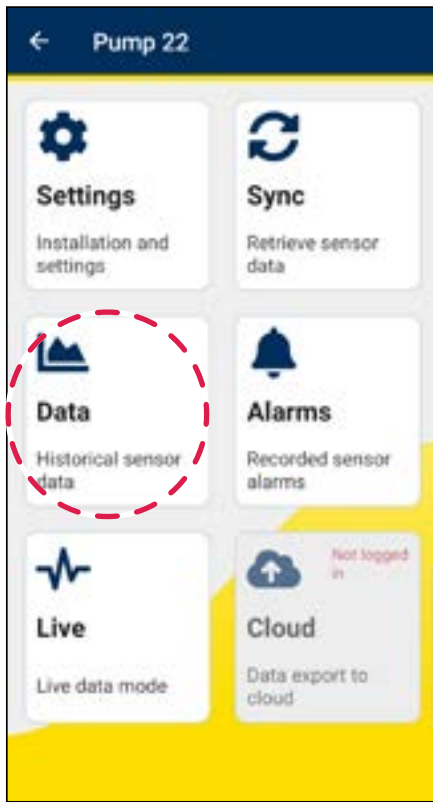 Pump 22
Settings
Installation and
settings
Sync
Retrieve sensor
data
Data
Historical sensor
data
Alarms
Recorded sensor
alarms
Live
Live data mode
Not logged
in
Cloud
Data export to
cloud